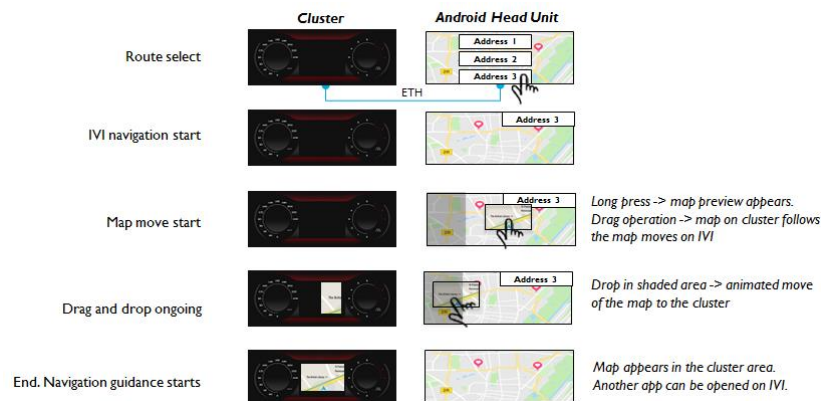 Cluster
Android Head Unit
Route select
Address 1
Address 2
Address 3
ETH
IVI navigation start
Address 3
Map move start
Address 3
Long press -> map preview appears.
Drag operation -> map on cluster follows
the map moves on IVI
Drag and drop ongoing
Address 3
Drop in shaded area -> animated move
of the map to the cluster
End. Navigation guidance starts
Map appears in the cluster area.
Another app can be opened on IVI.